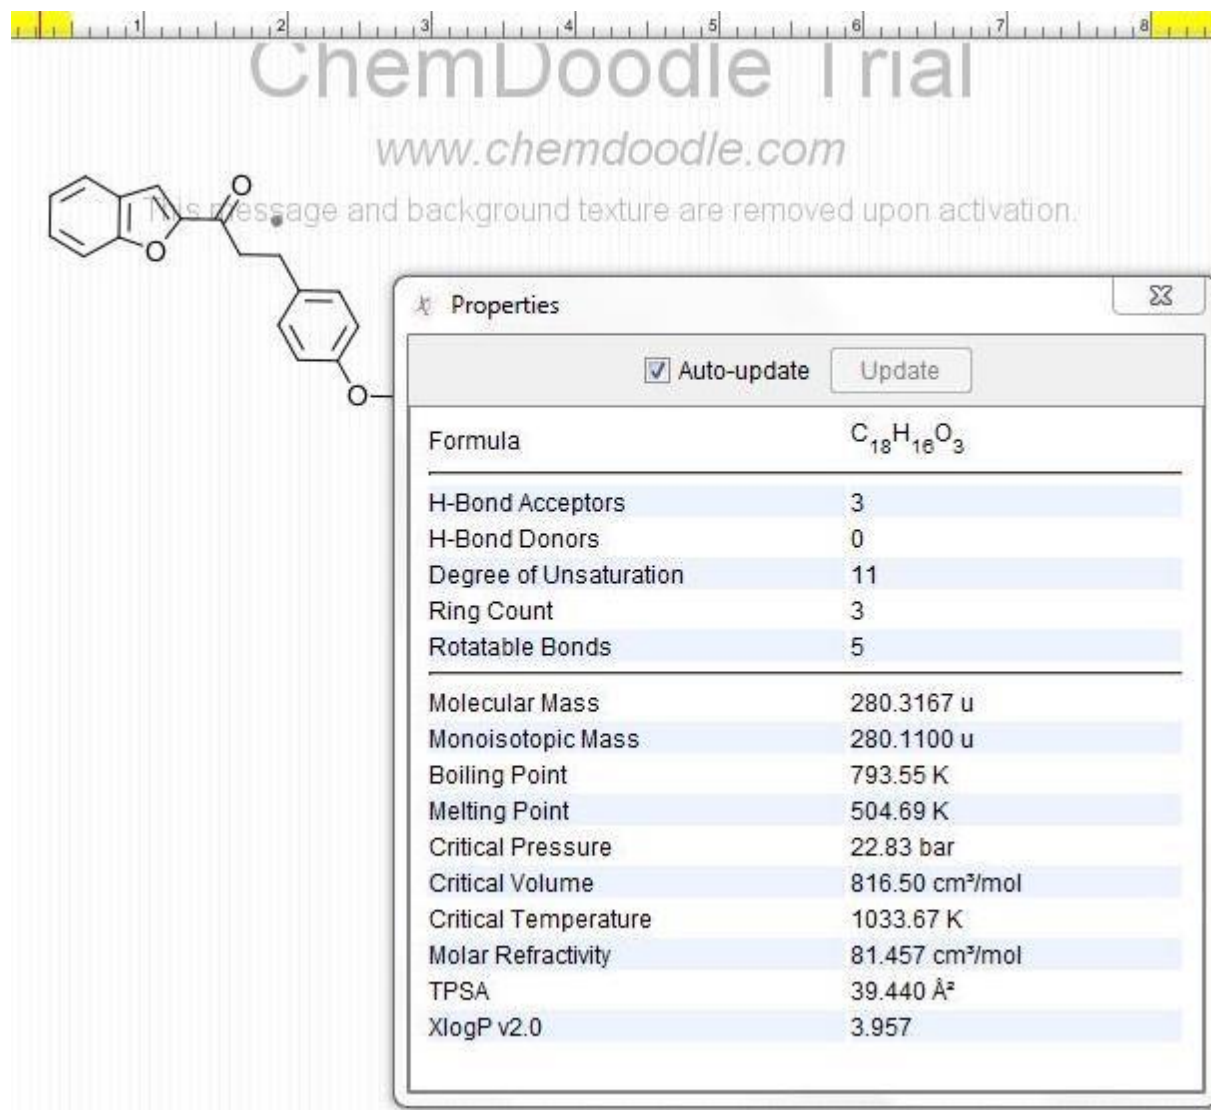 1 2 3 4 5 6 7 8
ChemDoodle Trial
www.chemdoodle.com
This message and background texture are removed upon activation.
O
O
O
Properties
Auto-update Update
Formula C18H16O3
H-Bond Acceptors 3
H-Bond Donors 0
Degree of Unsaturation 11
Ring Count 3
Rotatable Bonds 5
Molecular Mass 280.3167 u
Monoisotopic Mass 280.1100 u
Boiling Point 793.55 K
Melting Point 504.69 K
Critical Pressure 22.83 bar
Critical Volume 816.50 cm³/mol
Critical Temperature 1033.67 K
Molar Refractivity 81.457 cm³/mol
TPSA 39.440 Å²
XlogP v2.0 3.957